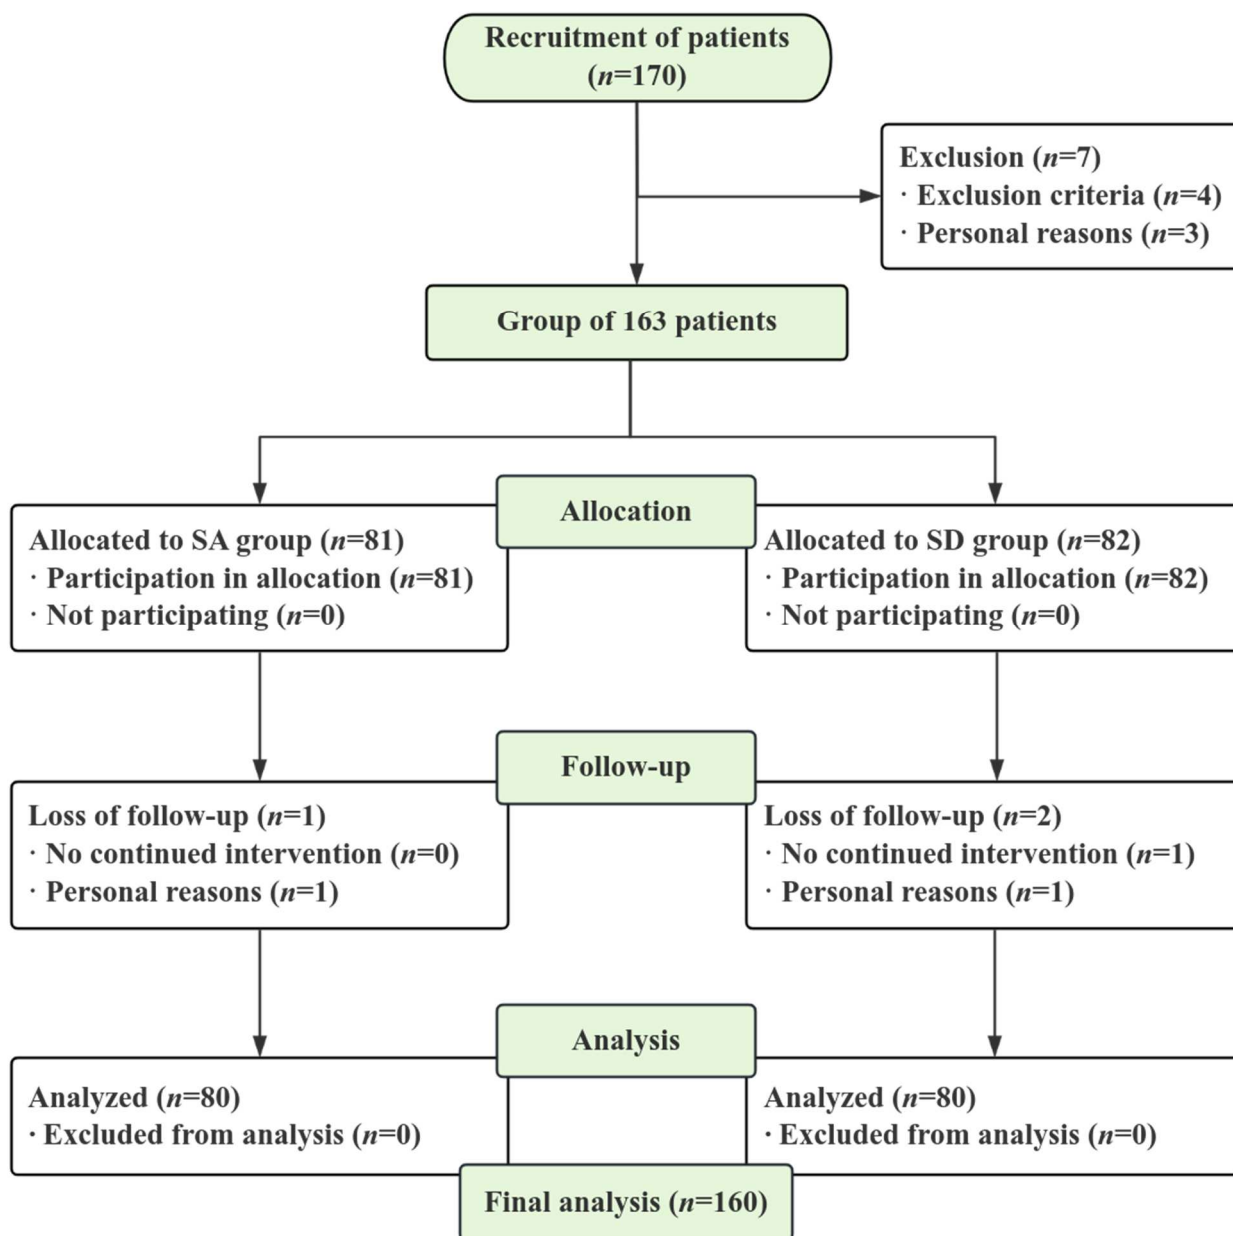 Recruitment of patients
(n=170)
Exclusion (n=7)
· Exclusion criteria (n=4)
· Personal reasons (n=3)
Group of 163 patients
Allocation
Allocated to SA group (n=81)
· Participation in allocation (n=81)
· Not participating (n=0)
Allocated to SD group (n=82)
· Participation in allocation (n=82)
· Not participating (n=0)
Follow-up
Loss of follow-up (n=1)
· No continued intervention (n=0)
· Personal reasons (n=1)
Loss of follow-up (n=2)
· No continued intervention (n=1)
· Personal reasons (n=1)
Analysis
Analyzed (n=80)
· Excluded from analysis (n=0)
Analyzed (n=80)
· Excluded from analysis (n=0)
Final analysis (n=160)